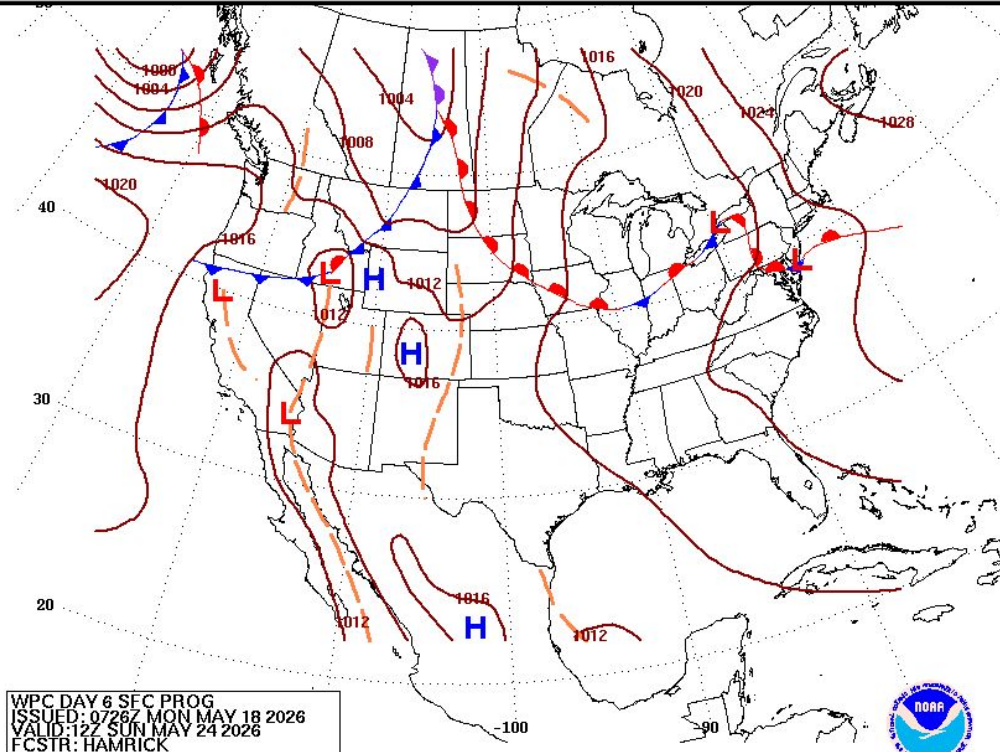 1016
1000
1004
1004
1020
1024
1028
1008
1020
40
1016
1012
L
L
H
L
L
1012
H
1016
30
L
20
1016
H
1012
1012
WPC DAY 6 SFC PROG
ISSUED: 0726Z MON MAY 18 2026
VALID:12Z SUN MAY 24 2026
FCSTR: HAMRICK
-100
-90
NOAA